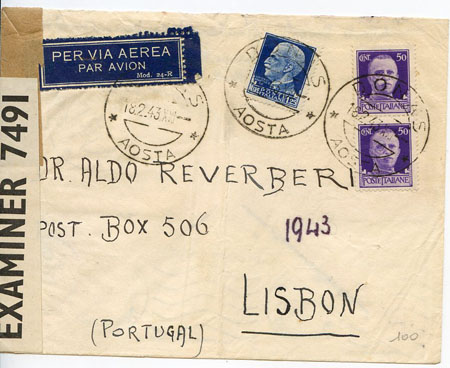 PER VIA AEREA
PAR AVION
Mod. 24-R
18.2.43.XXI
AOSTA
AOSTA
CENT. 50
POSTE ITALIANE
CENT. 50
POSTE ITALIANE
EXAMINER 7491
DR. ALDO REVERBERI
POST. BOX 506
1943
LISBON
(PORTUGAL)
100